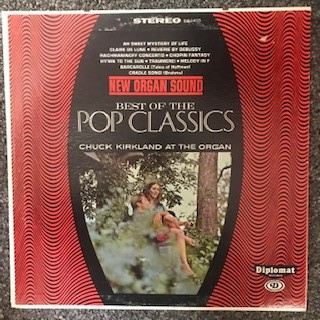 STEREO
AH SWEET MYSTERY OF LIFE
CLAIRE DE LUNE • REVERIE BY DEBUSSY
RACHMANINOFF CONCERTO • CHOPIN FANTASY
HYMN TO THE SUN • TRAUMEREI • MELODY IN F
BARCAROLLE (Tales of Hoffman)
CRADLE SONG (Brahms)
NEW ORGAN SOUND
BEST OF THE
POP CLASSICS
CHUCK KIRKLAND AT THE ORGAN
Diplomat